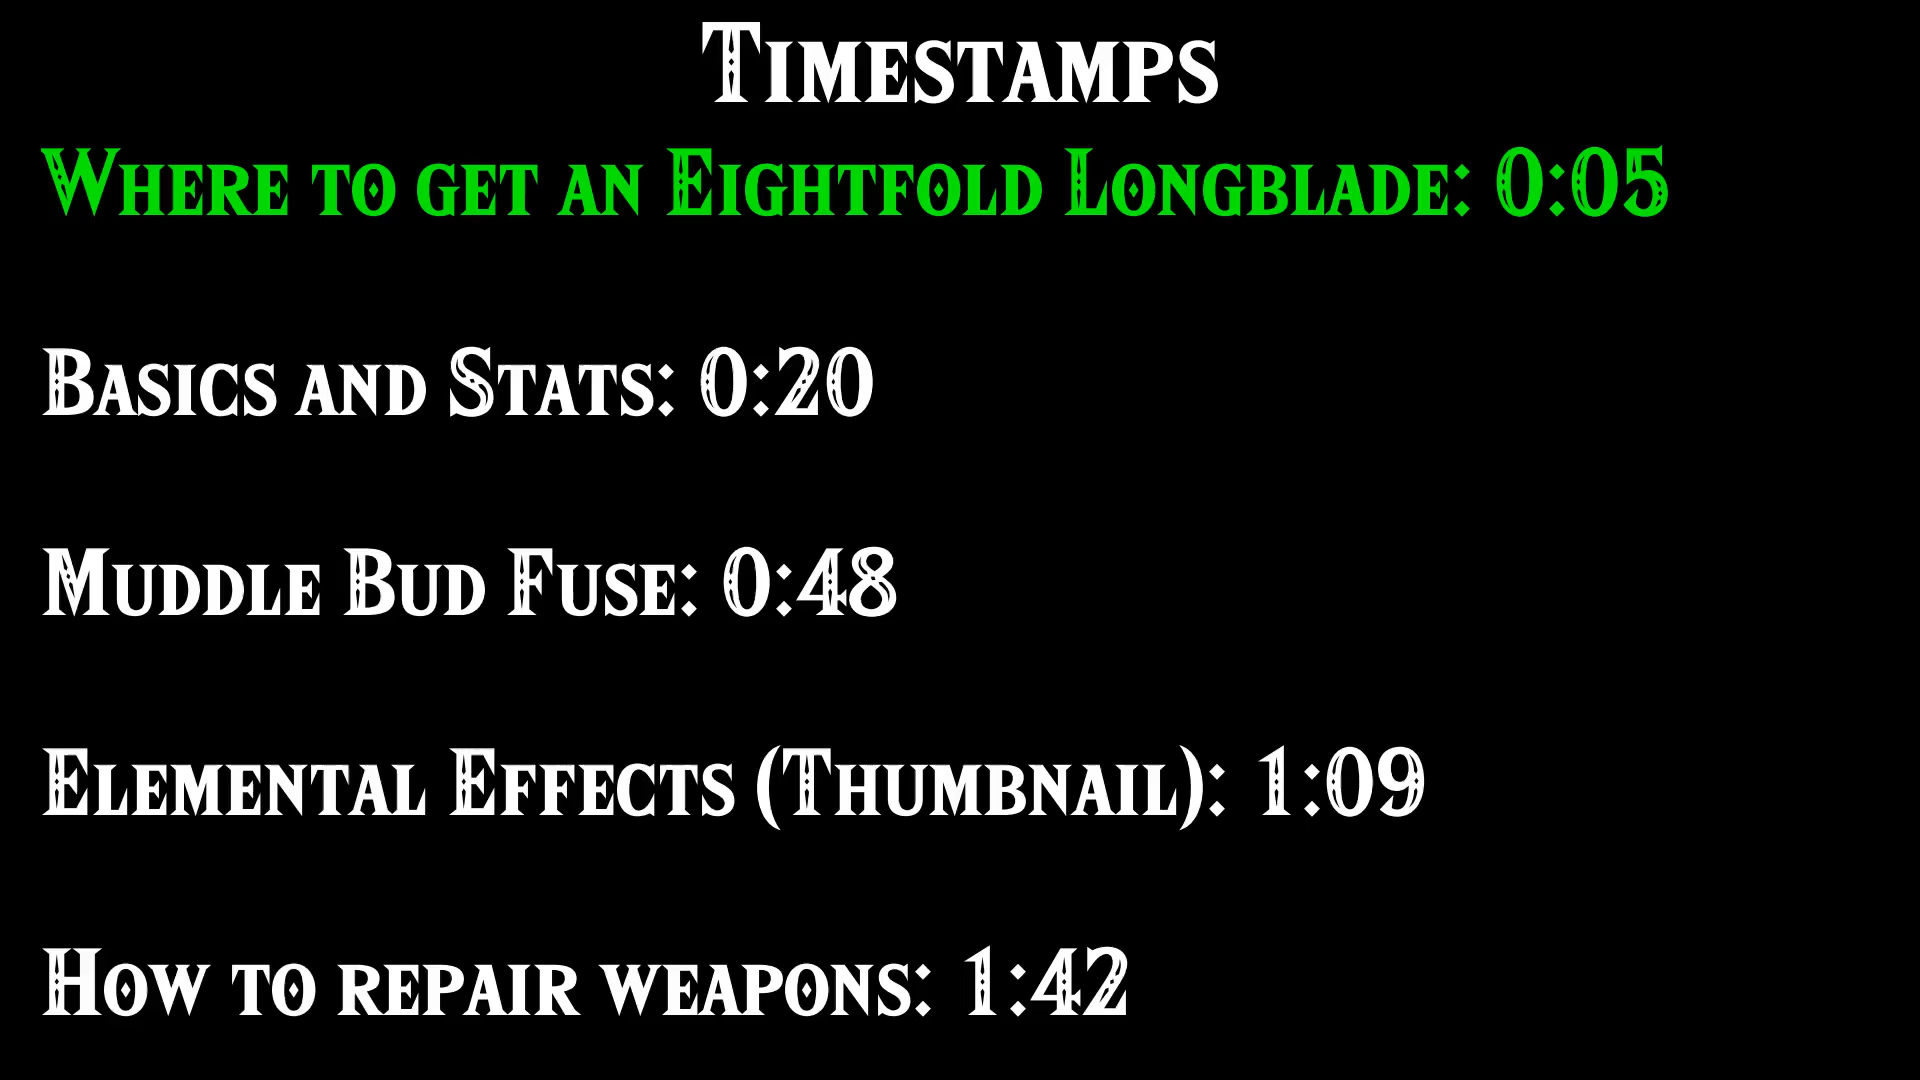 Timestamps
Where to get an Eightfold Longblade: 0:05
Basics and Stats: 0:20
Muddle Bud Fuse: 0:48
Elemental Effects (Thumbnail): 1:09
How to repair weapons: 1:42